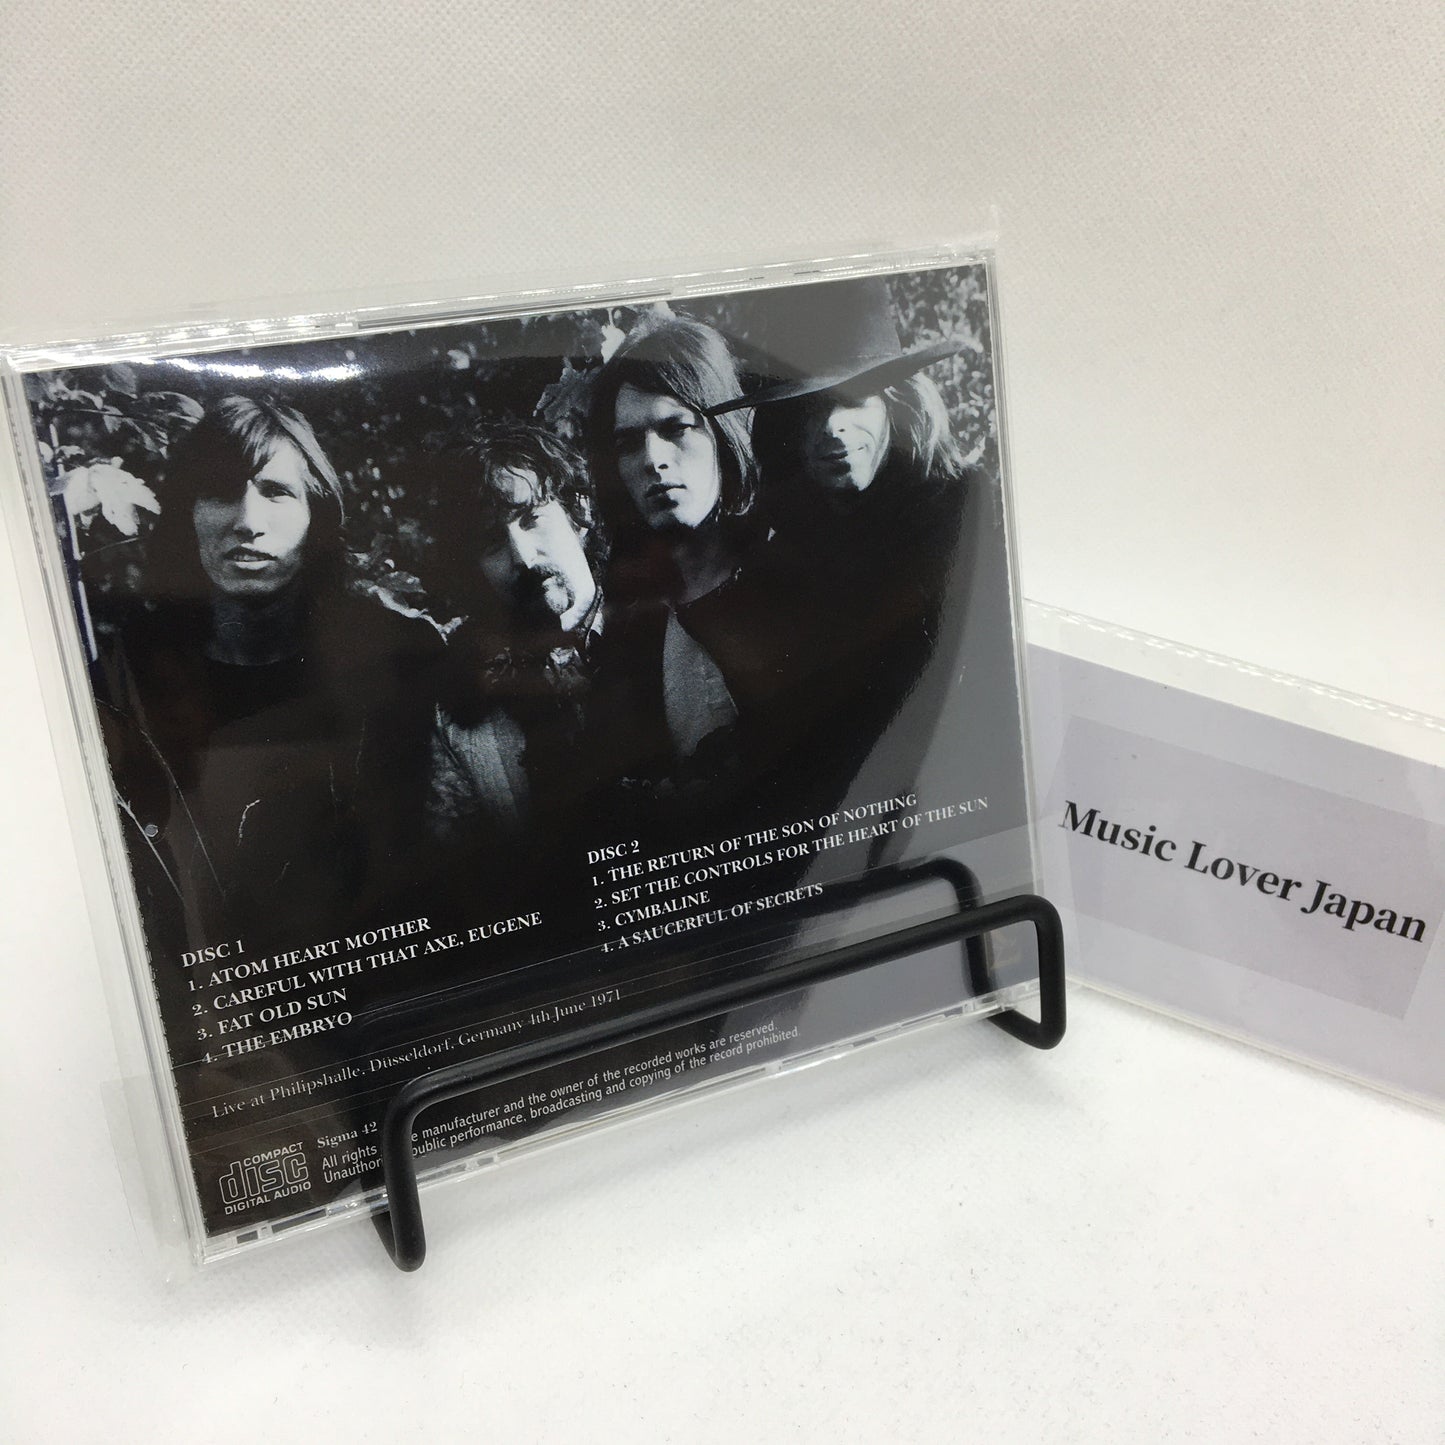 DISC 1
1. ATOM HEART MOTHER
2. CAREFUL WITH THAT AXE, EUGENE
3. FAT OLD SUN
4. THE EMBRYO
DISC 2
1. THE RETURN OF THE SON OF NOTHING
2. SET THE CONTROLS FOR THE HEART OF THE SUN
3. CYMBALINE
4. A SAUCERFUL OF SECRETS
Live at Philipshalle, Düsseldorf, Germany 4th June 1971
COMPACT
disc
DIGITAL AUDIO
Sigma 42
All rights manufacturer and the owner of the recorded works are reserved.
public performance, broadcasting and copying of the record prohibited.
Music Lover Japan